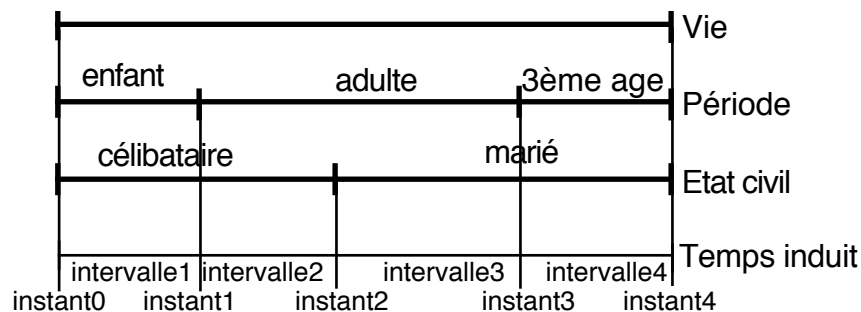 Vie
enfant adulte 3ème age
Période
célibataire marié
Etat civil
Temps induit
intervalle1 intervalle2 intervalle3 intervalle4
instant0 instant1 instant2 instant3 instant4